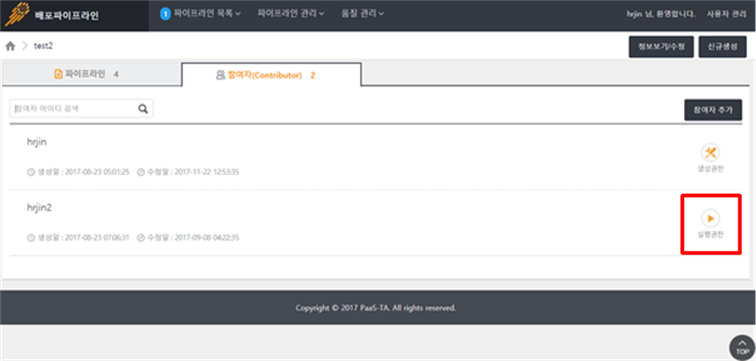 배포파이프라인
1 파이프라인 목록
파이프라인 관리
품질 관리
hrjin 님, 환영합니다.
사용자 관리
test2
정보보기/수정
신규생성
파이프라인 4
참여자(Contributor) 2
참여자 아이디 검색
참여자 추가
hrjin
생성일 : 2017-08-23 05:01:25 수정일 : 2017-11-22 12:53:35
생성권한
hrjin2
생성일 : 2017-08-23 07:06:31 수정일 : 2017-09-08 04:22:35
실행권한
Copyright © 2017 PaaS-TA. All rights reserved.
TOP